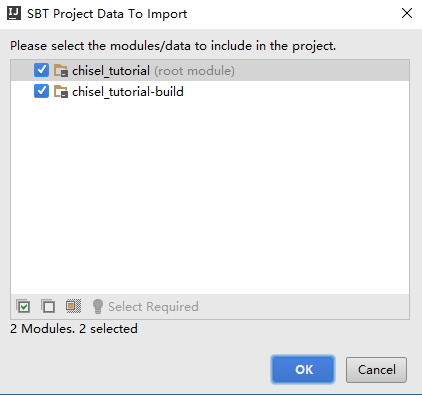 IJ SBT Project Data To Import
Please select the modules/data to include in the project.
chisel_tutorial (root module)
chisel_tutorial-build
Select Required
2 Modules. 2 selected
OK Cancel